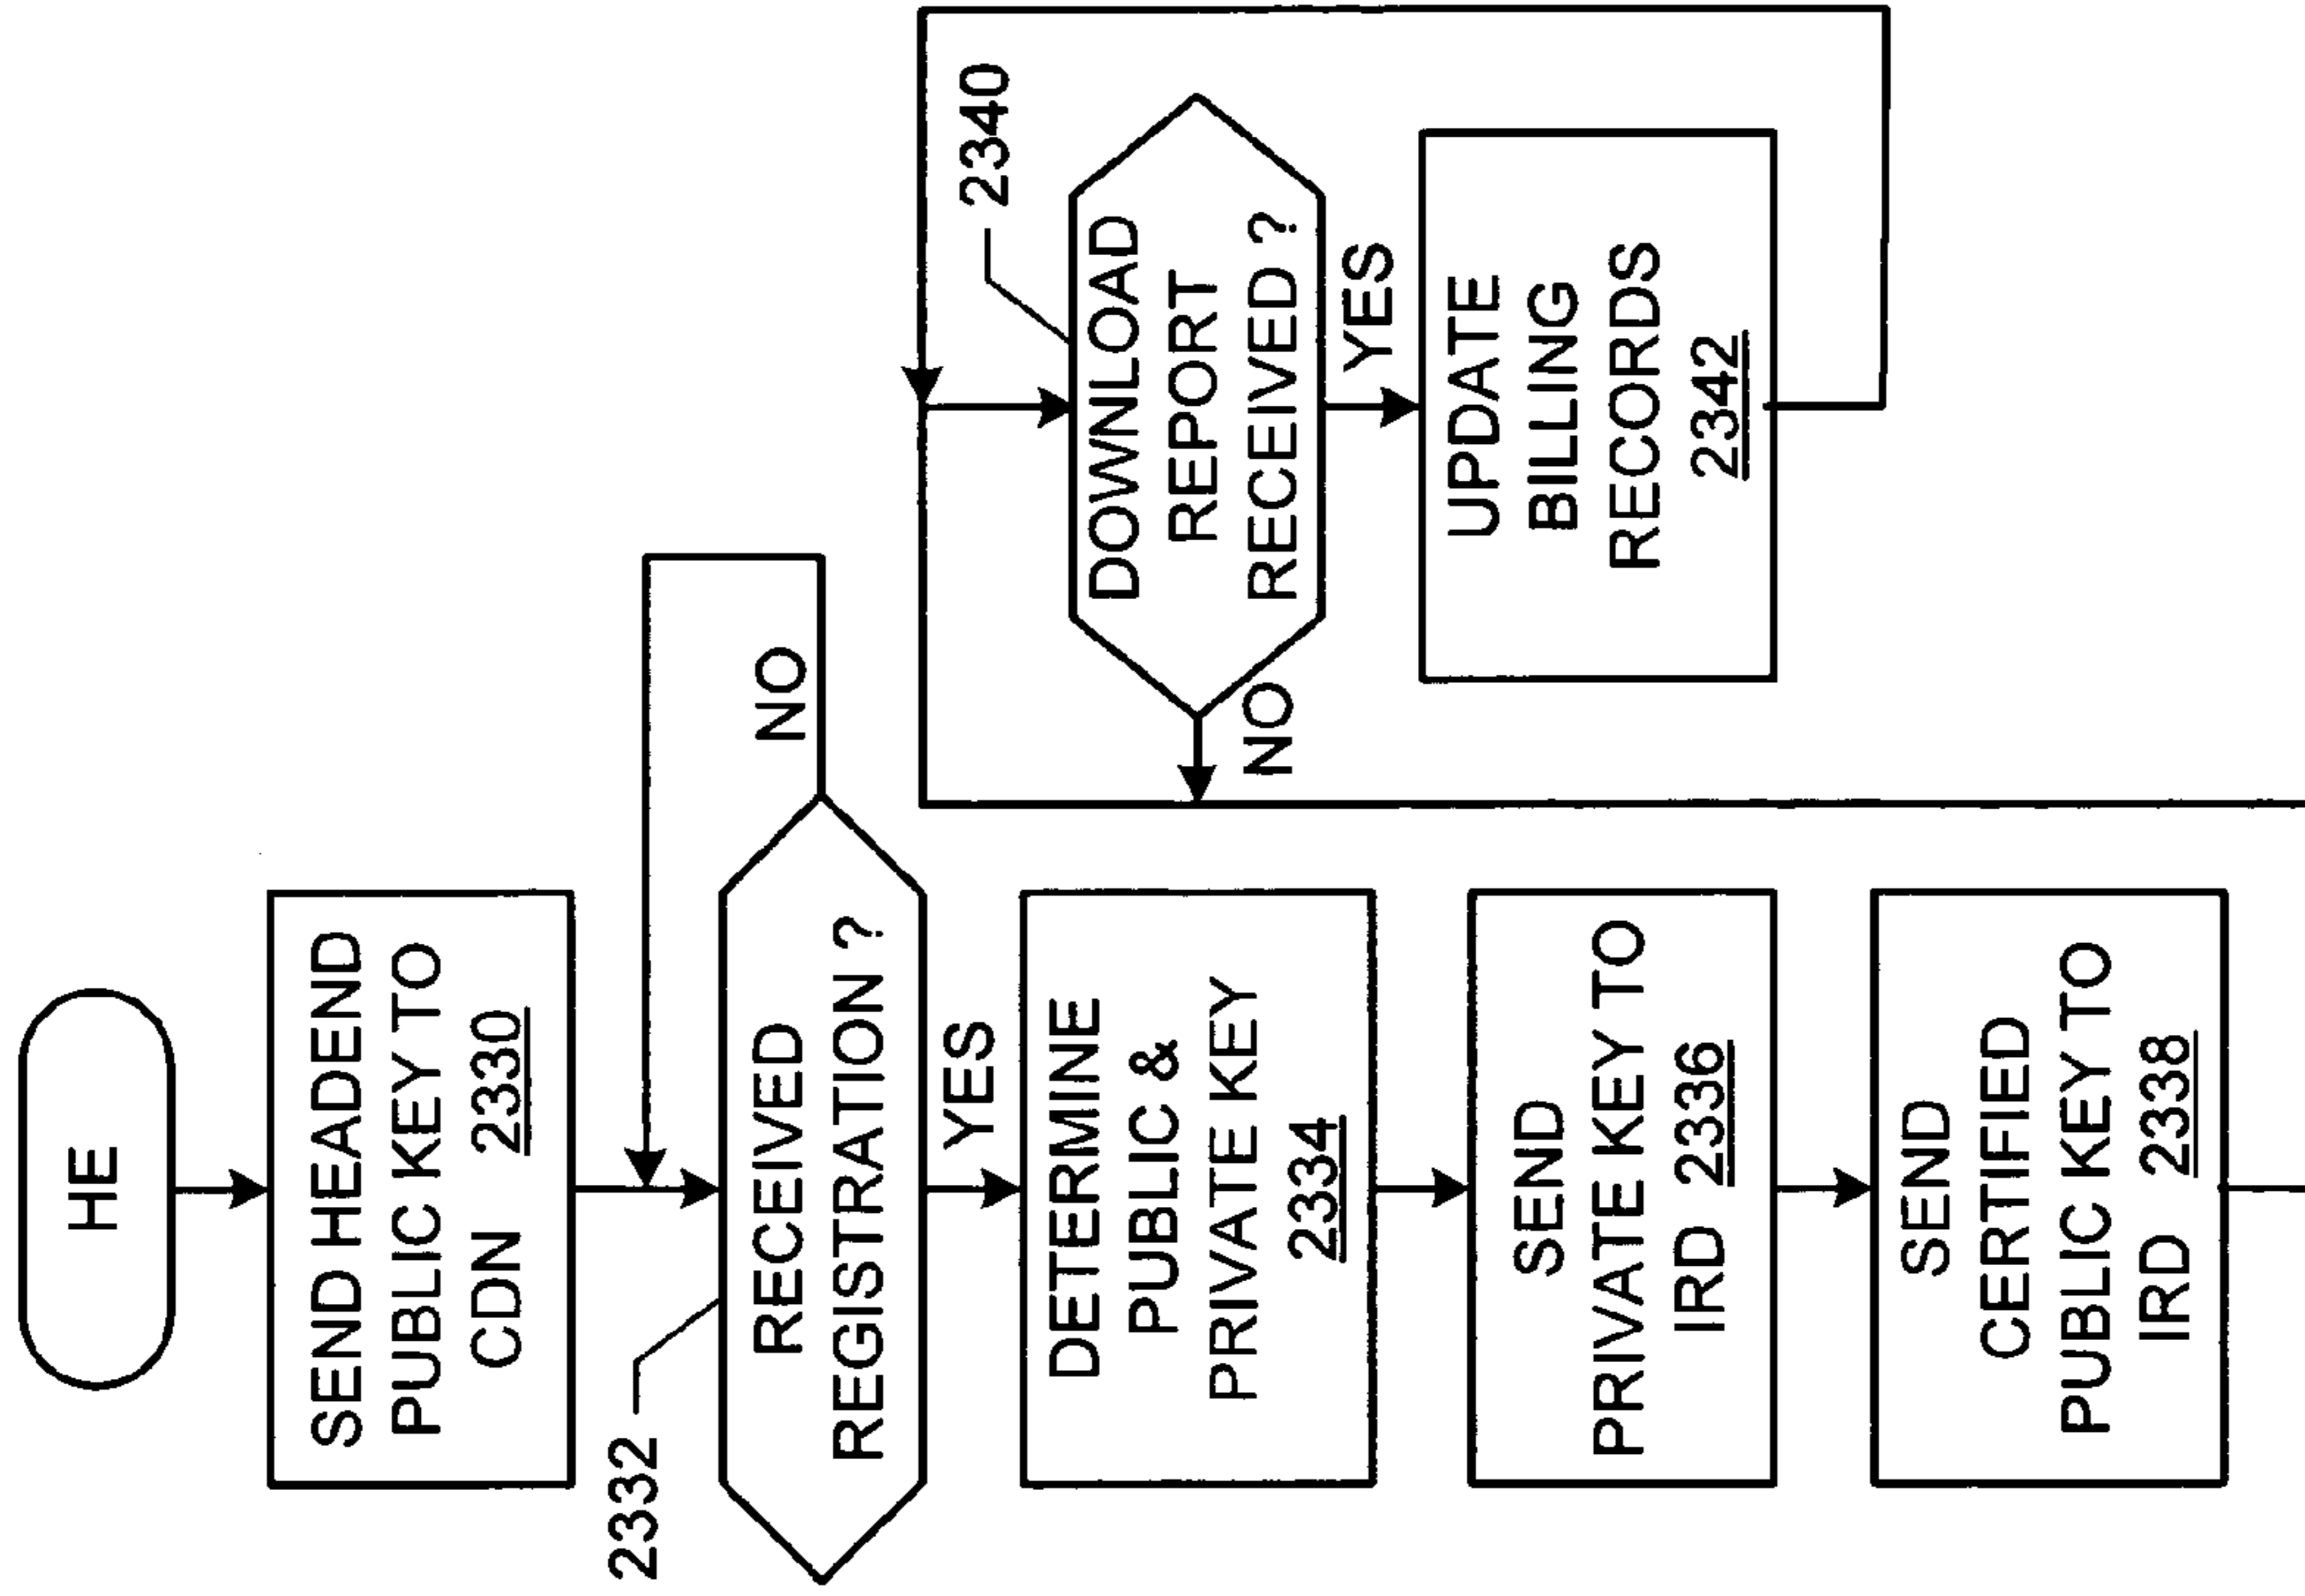 HE
SEND HEADEND
PUBLIC KEY TO
CDN 2330
2332
RECEIVED
REGISTRATION ?
NO
YES
DETERMINE
PUBLIC &
PRIVATE KEY
2334
SEND
PRIVATE KEY TO
IRD 2336
SEND
CERTIFIED
PUBLIC KEY TO
IRD 2338
2340
DOWNLOAD
REPORT
RECEIVED ?
NO
YES
UPDATE
BILLING
RECORDS
2342